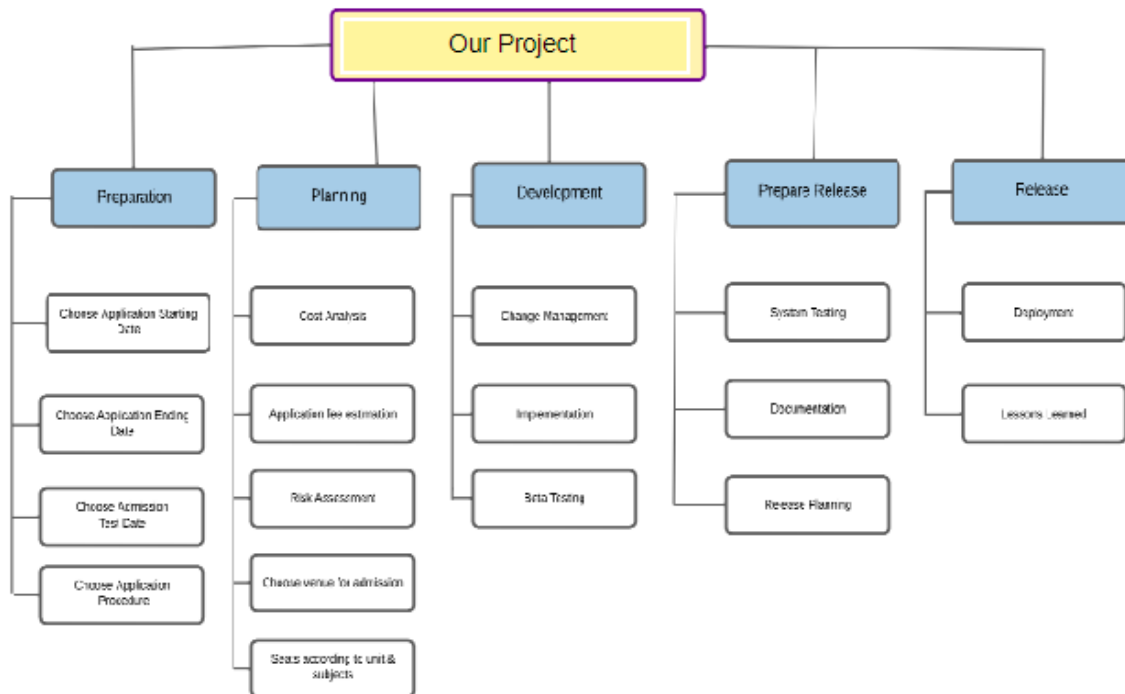 Our Project
Preparation
Planning
Development
Prepare Release
Release
Choose Application Starting
Date
Choose Application Ending
Date
Choose Admission
Test Date
Choose Application
Procedure
Cost Analysis
Application fee estimation
Risk Assessment
Choose venue for admission
Seats according to unit &
subjects
Change Management
Implementation
Beta Testing
System Testing
Documentation
Release Planning
Deployment
Lessons Learned